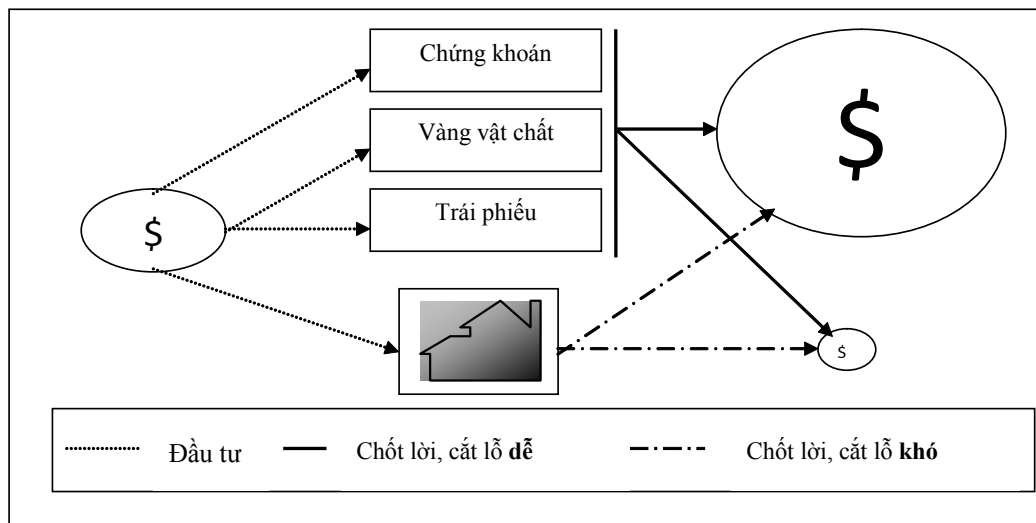 Chứng khoán
$
Vàng vật chất
Trái phiếu
$
$
Đầu tư
Chốt lời, cắt lỗ dễ
Chốt lời, cắt lỗ khó